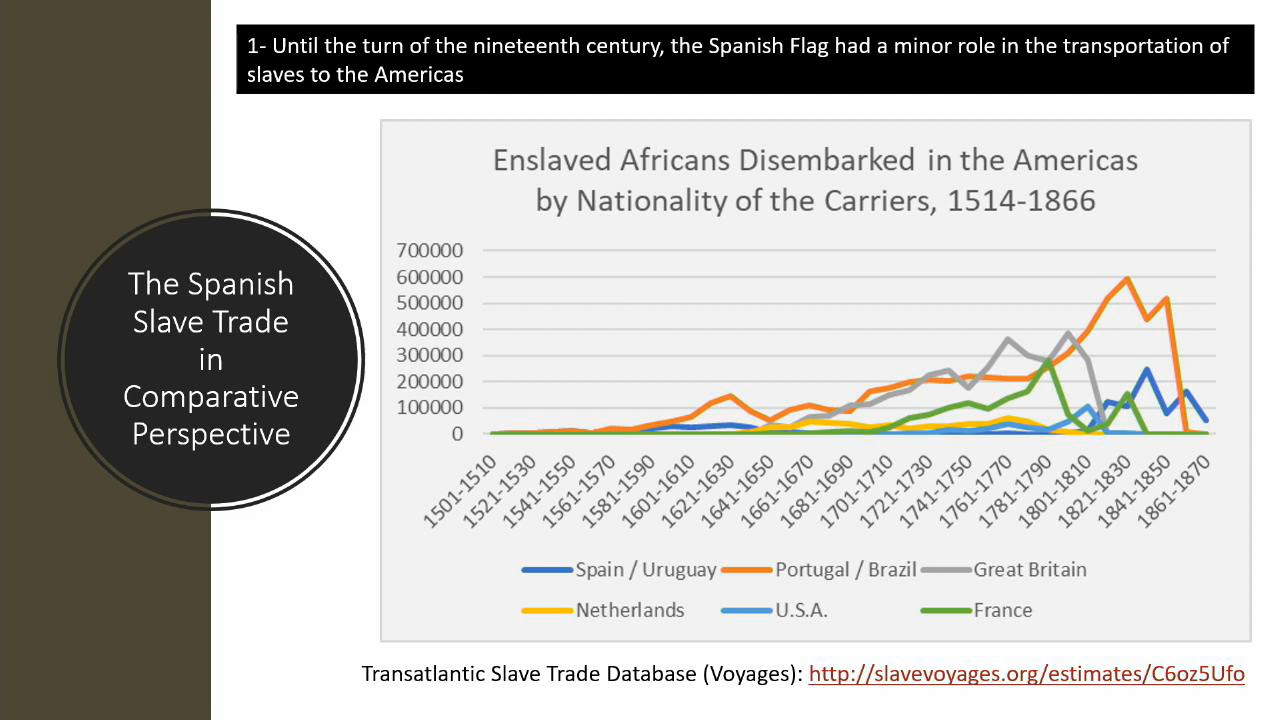 1- Until the turn of the nineteenth century, the Spanish Flag had a minor role in the transportation of
slaves to the Americas
The Spanish
Slave Trade
in
Comparative
Perspective
Enslaved Africans Disembarked in the Americas
by Nationality of the Carriers, 1514-1866
700000
600000
500000
400000
300000
200000
100000
0
1501-1510
1521-1530
1541-1550
1561-1570
1581-1590
1601-1610
1621-1630
1641-1650
1661-1670
1681-1690
1701-1710
1721-1730
1741-1750
1761-1770
1781-1790
1801-1810
1821-1830
1841-1850
1861-1870
Spain / Uruguay Portugal / Brazil Great Britain
Netherlands U.S.A. France
Transatlantic Slave Trade Database (Voyages): http://slavevoyages.org/estimates/C6oz5Ufo